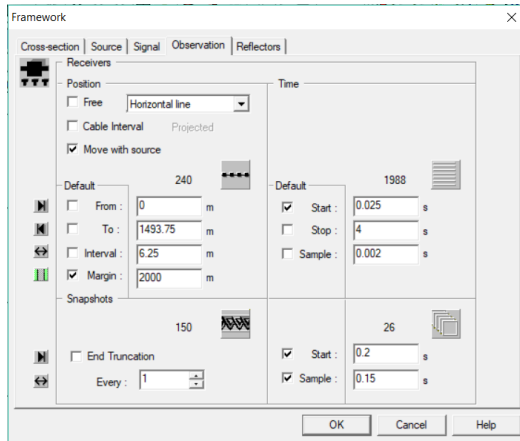 Framework
Cross-section Source Signal Observation Reflectors
Receivers
Position
Time
Free Horizontal line
Cable Interval Projected
Move with source
240
1988
Default
Default
From : 0 m
Start : 0.025 s
To : 1493.75 m
Stop : 4 s
Interval : 6.25 m
Sample : 0.002 s
Margin : 2000 m
Snapshots
150
26
End Truncation
Start : 0.2 s
Every : 1
Sample : 0.15 s
OK Cancel Help